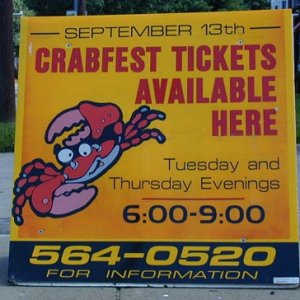 SEPTEMBER 13th
CRABFEST TICKETS
AVAILABLE
HERE
Tuesday and
Thursday Evenings
6:00-9:00
564-0520
FOR INFORMATION